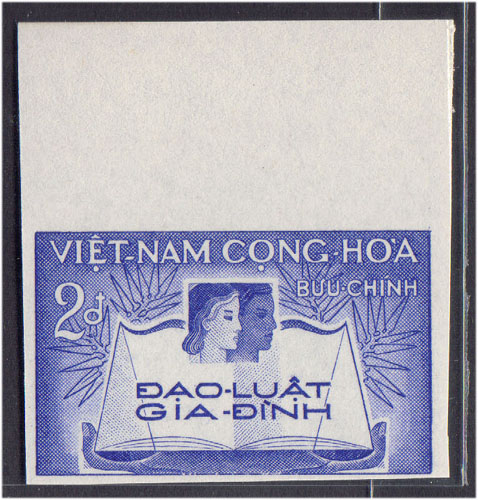 VIỆT-NAM CỘNG-HÒA
BƯU-CHÍNH
2đ
ĐẠO-LUẬT
GIA-ĐÌNH